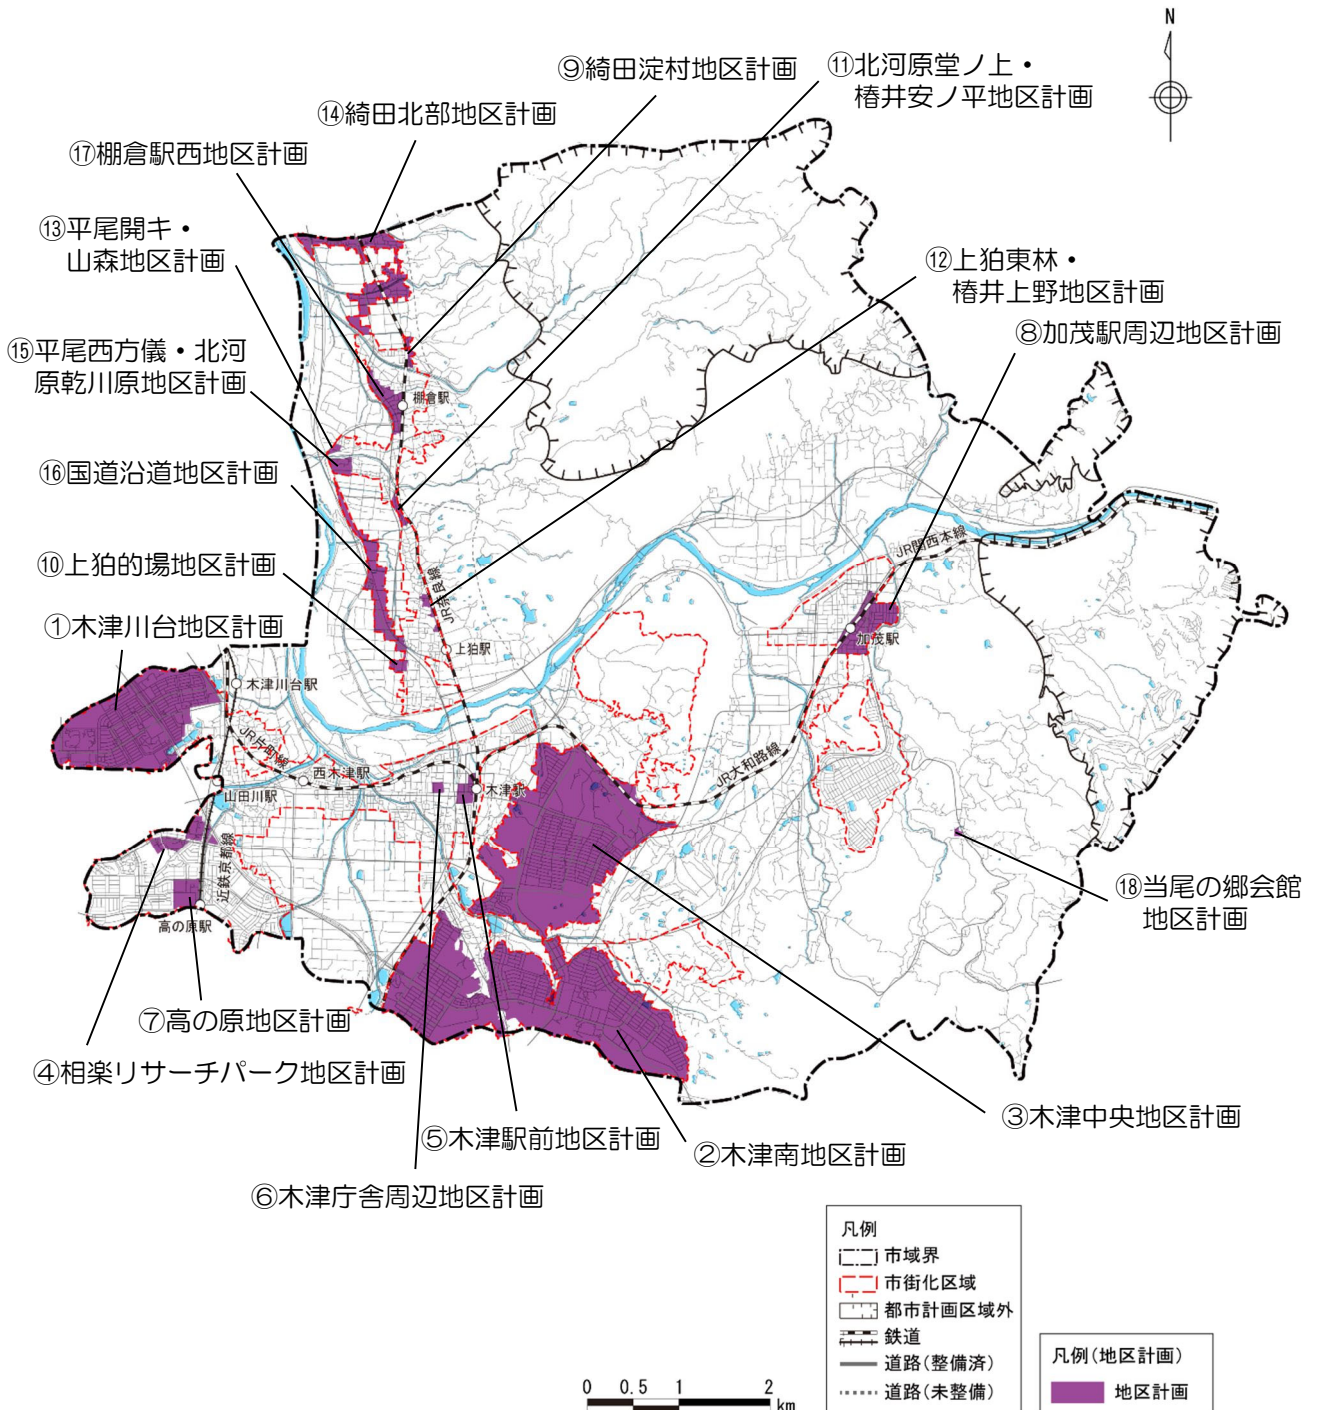 N
⑨綺田淀村地区計画
⑪北河原堂ノ上・
椿井安ノ平地区計画
⑭綺田北部地区計画
⑰棚倉駅西地区計画
⑬平尾開キ・
山森地区計画
⑫上狛東林・
椿井上野地区計画
⑧加茂駅周辺地区計画
⑮平尾西方儀・北河
原乾川原地区計画
棚倉駅
⑯国道沿道地区計画
JR関西本線
⑩上狛的場地区計画
JR奈良線
①木津川台地区計画
加茂駅
上狛駅
木津川台駅
JR片町線
西木津駅
JR大和路線
山田川駅
木津駅
近鉄京都線
⑱当尾の郷会館
地区計画
高の原駅
⑦高の原地区計画
④相楽リサーチパーク地区計画
③木津中央地区計画
⑤木津駅前地区計画
②木津南地区計画
⑥木津庁舎周辺地区計画
凡例
市域界
市街化区域
都市計画区域外
鉄道
道路(整備済)
道路(未整備)
凡例(地区計画)
地区計画
0 0.5 1 2
km